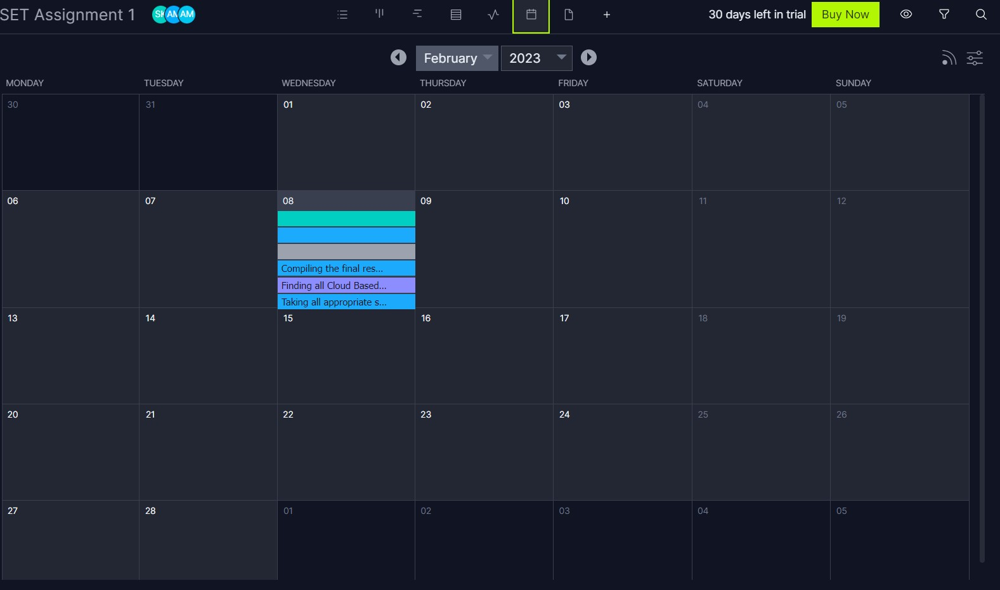 SET Assignment 1 SK AM AM 30 days left in trial Buy Now
February 2023
MONDAY TUESDAY WEDNESDAY THURSDAY FRIDAY SATURDAY SUNDAY
30 31 01 02 03 04 05
06 07 08 09 10 11 12
Compiling the final res...
Finding all Cloud Based...
Taking all appropriate s...
13 14 15 16 17 18 19
20 21 22 23 24 25 26
27 28 01 02 03 04 05